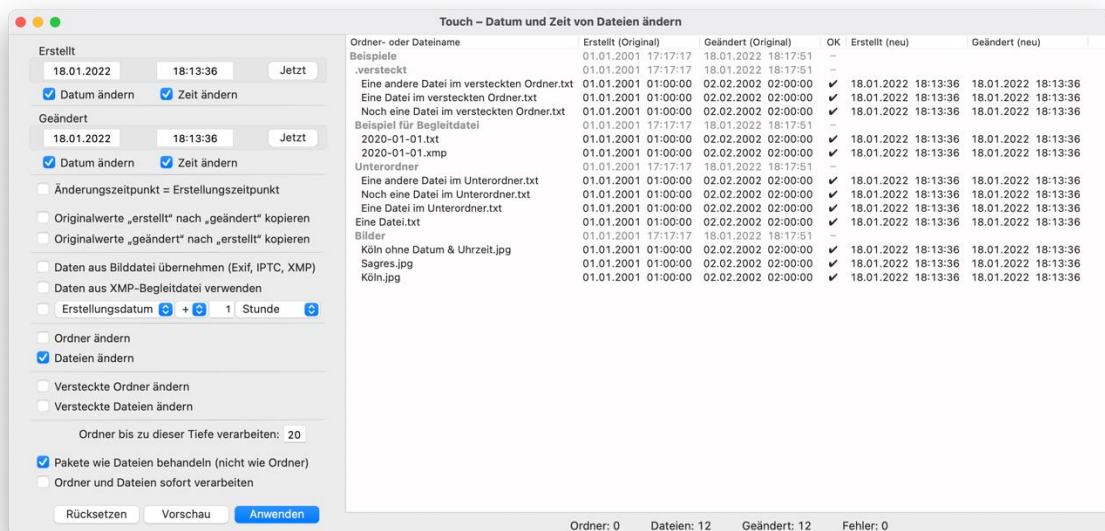 Touch – Datum und Zeit von Dateien ändern
Erstellt
18.01.2022 18:13:36 Jetzt
Datum ändern Zeit ändern
Geändert
18.01.2022 18:13:36 Jetzt
Datum ändern Zeit ändern
Änderungszeitpunkt = Erstellungszeitpunkt
Originalwerte „erstellt“ nach „geändert“ kopieren
Originalwerte „geändert“ nach „erstellt“ kopieren
Daten aus Bilddatei übernehmen (Exif, IPTC, XMP)
Daten aus XMP-Begleitdatei verwenden
Erstellungsdatum + 1 Stunde
Ordner ändern
Dateien ändern
Versteckte Ordner ändern
Versteckte Dateien ändern
Ordner bis zu dieser Tiefe verarbeiten: 20
Pakete wie Dateien behandeln (nicht wie Ordner)
Ordner und Dateien sofort verarbeiten
Rücksetzen Vorschau Anwenden
Ordner- oder Dateiname Erstellt (Original) Geändert (Original) OK Erstellt (neu) Geändert (neu)
Beispiele 01.01.2001 17:17:17 18.01.2022 18:17:51 –
.versteckt 01.01.2001 17:17:17 18.01.2022 18:17:51 –
Eine andere Datei im versteckten Ordner.txt 01.01.2001 01:00:00 02.02.2002 02:00:00 ✔ 18.01.2022 18:13:36 18.01.2022 18:13:36
Eine Datei im versteckten Ordner.txt 01.01.2001 01:00:00 02.02.2002 02:00:00 ✔ 18.01.2022 18:13:36 18.01.2022 18:13:36
Noch eine Datei im versteckten Ordner.txt 01.01.2001 01:00:00 02.02.2002 02:00:00 ✔ 18.01.2022 18:13:36 18.01.2022 18:13:36
Beispiel für Begleitdatei 01.01.2001 17:17:17 18.01.2022 18:17:51 –
2020-01-01.txt 01.01.2001 01:00:00 02.02.2002 02:00:00 ✔ 18.01.2022 18:13:36 18.01.2022 18:13:36
2020-01-01.xmp 01.01.2001 01:00:00 02.02.2002 02:00:00 ✔ 18.01.2022 18:13:36 18.01.2022 18:13:36
Unterordner 01.01.2001 17:17:17 18.01.2022 18:17:51 –
Eine andere Datei im Unterordner.txt 01.01.2001 01:00:00 02.02.2002 02:00:00 ✔ 18.01.2022 18:13:36 18.01.2022 18:13:36
Noch eine Datei im Unterordner.txt 01.01.2001 01:00:00 02.02.2002 02:00:00 ✔ 18.01.2022 18:13:36 18.01.2022 18:13:36
Eine Datei im Unterordner.txt 01.01.2001 01:00:00 02.02.2002 02:00:00 ✔ 18.01.2022 18:13:36 18.01.2022 18:13:36
Eine Datei.txt 01.01.2001 01:00:00 02.02.2002 02:00:00 ✔ 18.01.2022 18:13:36 18.01.2022 18:13:36
Bilder 01.01.2001 17:17:17 18.01.2022 18:17:51 –
Köln ohne Datum & Uhrzeit.jpg 01.01.2001 01:00:00 02.02.2002 02:00:00 ✔ 18.01.2022 18:13:36 18.01.2022 18:13:36
Sagres.jpg 01.01.2001 01:00:00 02.02.2002 02:00:00 ✔ 18.01.2022 18:13:36 18.01.2022 18:13:36
Köln.jpg 01.01.2001 01:00:00 02.02.2002 02:00:00 ✔ 18.01.2022 18:13:36 18.01.2022 18:13:36
Ordner: 0 Dateien: 12 Geändert: 12 Fehler: 0